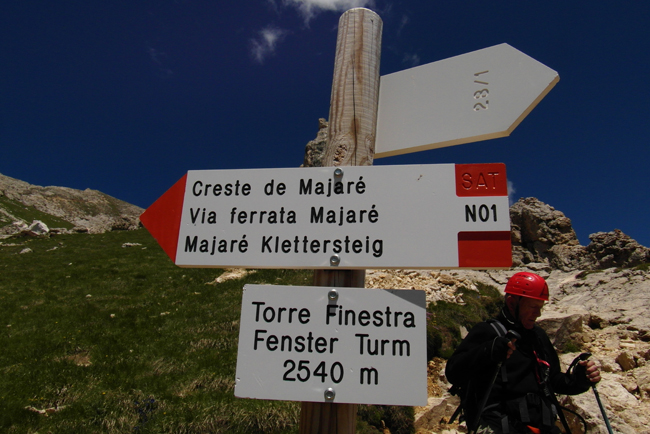 23/1
Creste de Majaré
Via ferrata Majaré
Majaré Klettersteig
SAT
N01
Torre Finestra
Fenster Turm
2540 m